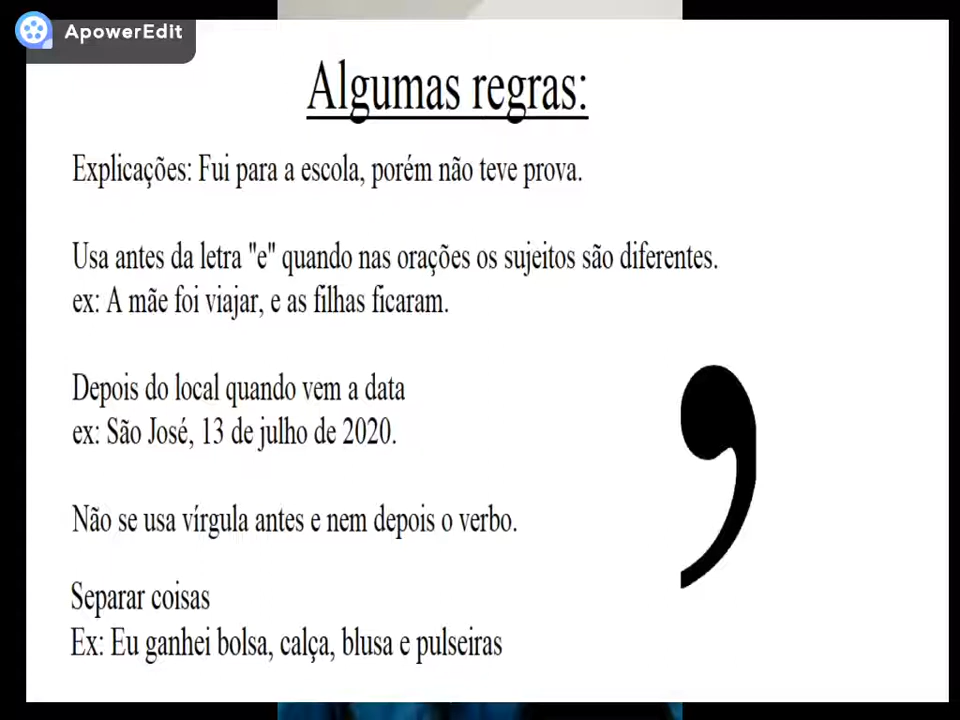 ApowerEdit
Algumas regras:
Explicações: Fui para a escola, porém não teve prova.
Usa antes da letra "e" quando nas orações os sujeitos são diferentes.
ex: A mãe foi viajar, e as filhas ficaram.
Depois do local quando vem a data
ex: São José, 13 de julho de 2020.
Não se usa vírgula antes e nem depois o verbo.
Separar coisas
Ex: Eu ganhei bolsa, calça, blusa e pulseiras
,